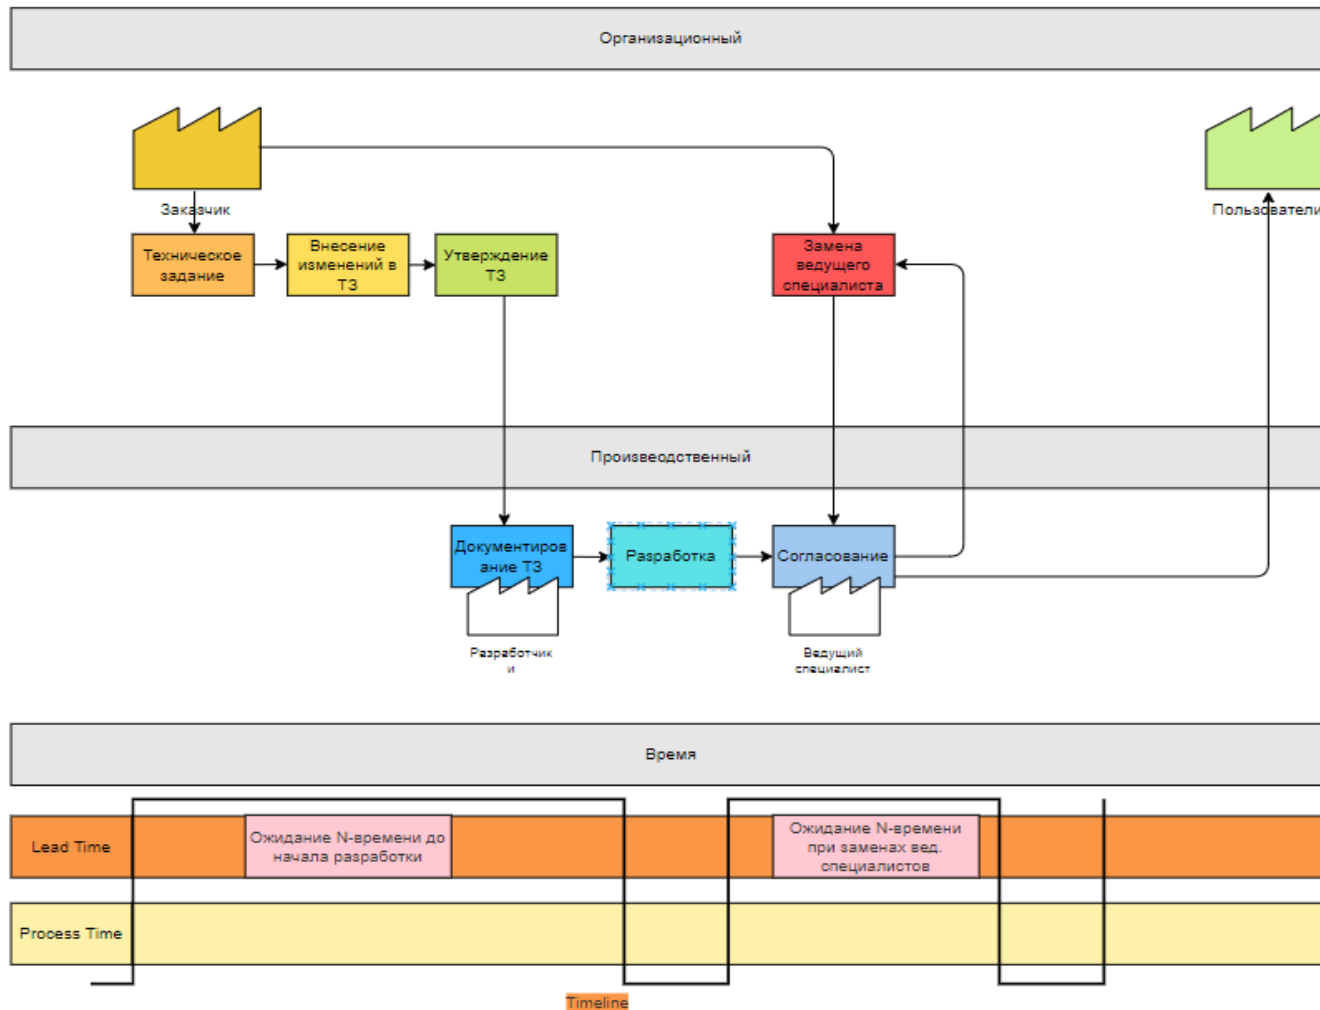 Организационный
Заказчик
Пользователи
Техническое
задание
Внесение
изменений в
ТЗ
Утверждение
ТЗ
Замена
ведущего
специалиста
Произвеодственный
Документиров
ание ТЗ
Разработка
Согласование
Разработчик
и
Ведущий
специалист
Время
Lead Time
Ожидание N-времени до
начала разработки
Ожидание N-времени
при заменах вед.
специалистов
Process Time
Timeline